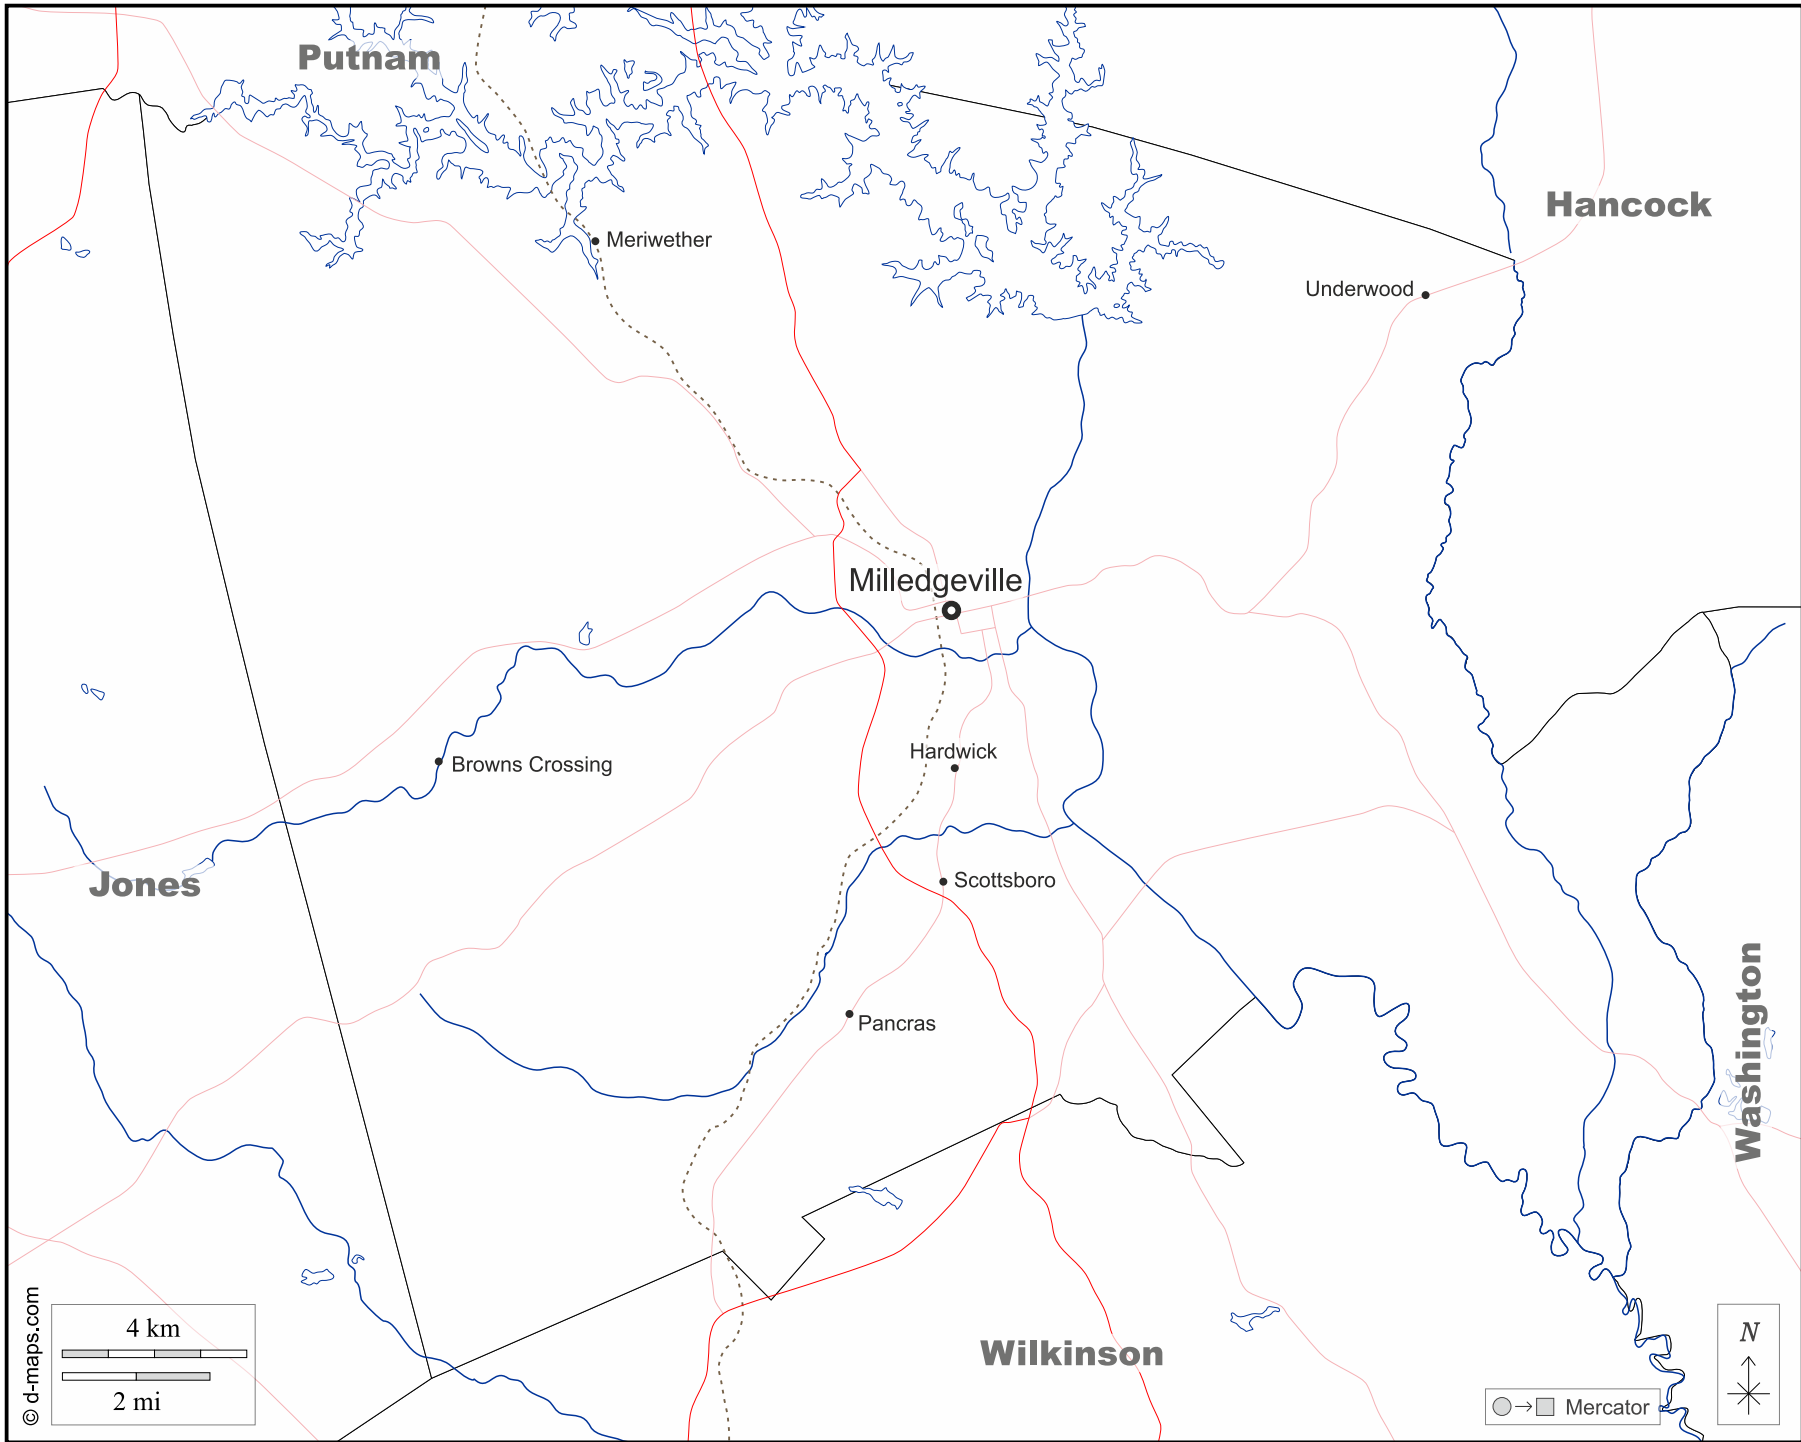 Putnam
Hancock
Meriwether
Underwood
Milledgeville
Hardwick
Browns Crossing
Scottsboro
Jones
Pancras
Washington
Wilkinson
© d-maps.com
4 km
2 mi
Mercator
N